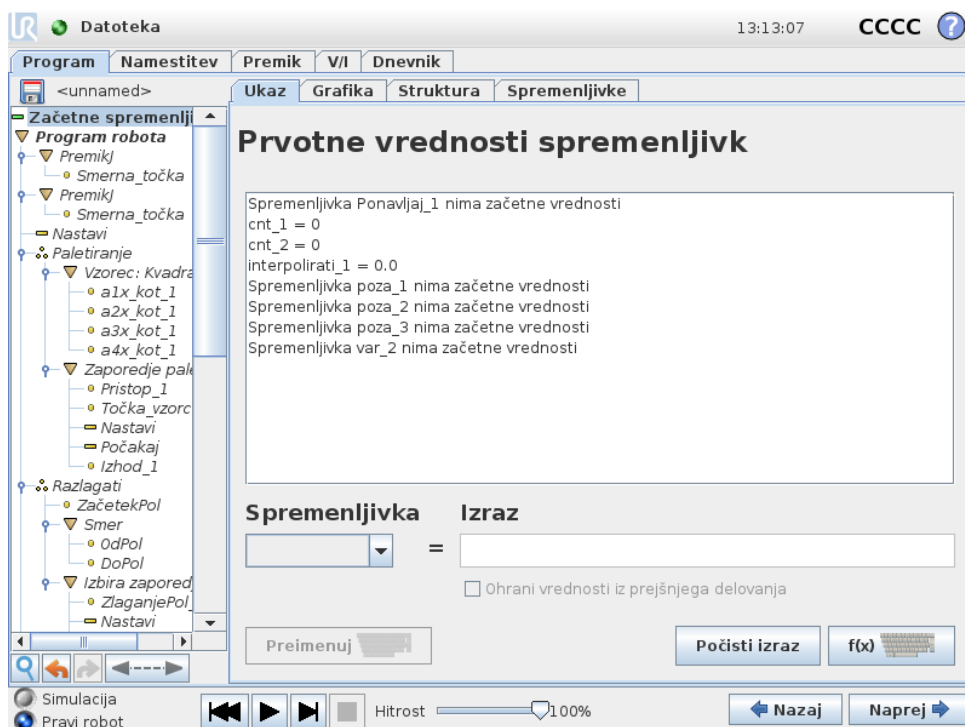 UR Datoteka 13:13:07 CCCC ?
Program Namestitev Premik V/I Dnevnik
<unnamed>
Ukaz Grafika Struktura Spremenljivke
Začetne spremenlji
Program robota
PremikJ
Smerna_točka
PremikJ
Smerna_točka
Nastavi
Paletiranje
Vzorec: Kvadra
a1x_kot_1
a2x_kot_1
a3x_kot_1
a4x_kot_1
Zaporedje pale
Pristop_1
Točka_vzorc
Nastavi
Počakaj
Izhod_1
Razlagati
ZačetekPol
Smer
OdPol
DoPol
Izbira zapored
ZlaganjePol_
Nastavi
Prvotne vrednosti spremenljivk
Spremenljivka Ponavljaj_1 nima začetne vrednosti
cnt_1 = 0
cnt_2 = 0
interpolirati_1 = 0.0
Spremenljivka poza_1 nima začetne vrednosti
Spremenljivka poza_2 nima začetne vrednosti
Spremenljivka poza_3 nima začetne vrednosti
Spremenljivka var_2 nima začetne vrednosti
Spremenljivka Izraz
=
Ohrani vrednosti iz prejšnjega delovanja
Preimenuj Počisti izraz f(x)
Simulacija
Pravi robot
Hitrost 100% Nazaj Naprej